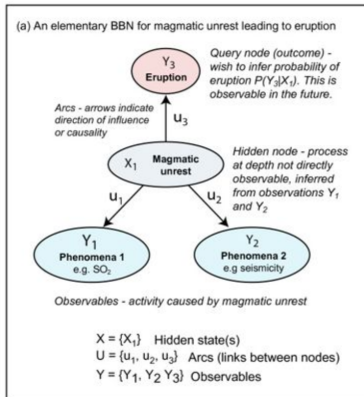 (a) An elementary BBN for magmatic unrest leading to eruption
Y₃
Eruption
Query node (outcome) -
wish to infer probability of
eruption P(Y₃|X₁). This is
observable in the future.
Arcs - arrows indicate
direction of influence
or causality
u₃
X₁ Magmatic
unrest
Hidden node - process
at depth not directly
observable, inferred
from observations Y₁
and Y₂
u₁
u₂
Y₁
Phenomena 1
e.g. SO₂
Y₂
Phenomena 2
e.g seismicity
Observables - activity caused by magmatic unrest
X = {X₁} Hidden state(s)
U = {u₁, u₂, u₃} Arcs (links between nodes)
Y = {Y₁, Y₂ Y₃} Observables